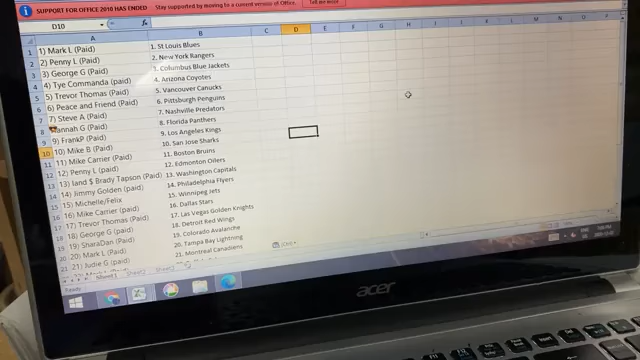 SUPPORT FOR OFFICE 2010 HAS ENDED Stay supported by moving to a current version of Office. Tell me more
D10 fx
A B C D E F G H I J K L M N O P
1 1) Mark L (Paid) 1. St Louis Blues
2 2) Penny L (Paid) 2. New York Rangers
3 3) George G (Paid) 3. Columbus Blue Jackets
4 4) Tye Commanda (paid) 4. Arizona Coyotes
5 5) Trevor Thomas (Paid) 5. Vancouver Canucks
6 6) Peace and Friend (Paid) 6. Pittsburgh Penguins
7 7) Steve A (Paid) 7. Nashville Predators
8 annah G (Paid) 8. Florida Panthers
9 9) FrankP (Paid) 9. Los Angeles Kings
10 10) Mike B (Paid) 10. San Jose Sharks
11 11) Mike Carrier (Paid) 11. Boston Bruins
12 12) Penny L (paid) 12. Edmonton Oilers
13 13) land $ Brady Tapson (Paid) 13. Washington Capitals
14 14) Jimmy Golden (paid) 14. Philadelphia Flyers
15 15) Michelle/Felix 15. Winnipeg Jets
16 16) Mike Carrier (Paid) 16. Dallas Stars
17 17) Trevor Thomas (Paid) 17. Las Vegas Golden Knights
18 18) George G (paid) 18. Detroit Red Wings
19 19) SharaDan (Paid) 19. Colorado Avalanche
20 20) Mark L (Paid) 20. Tampa Bay Lightning
21 21) Judie G (paid) 21. Montreal Canadiens
Sheet1 Sheet2 Sheet3
Ready
(Ctrl)
acer